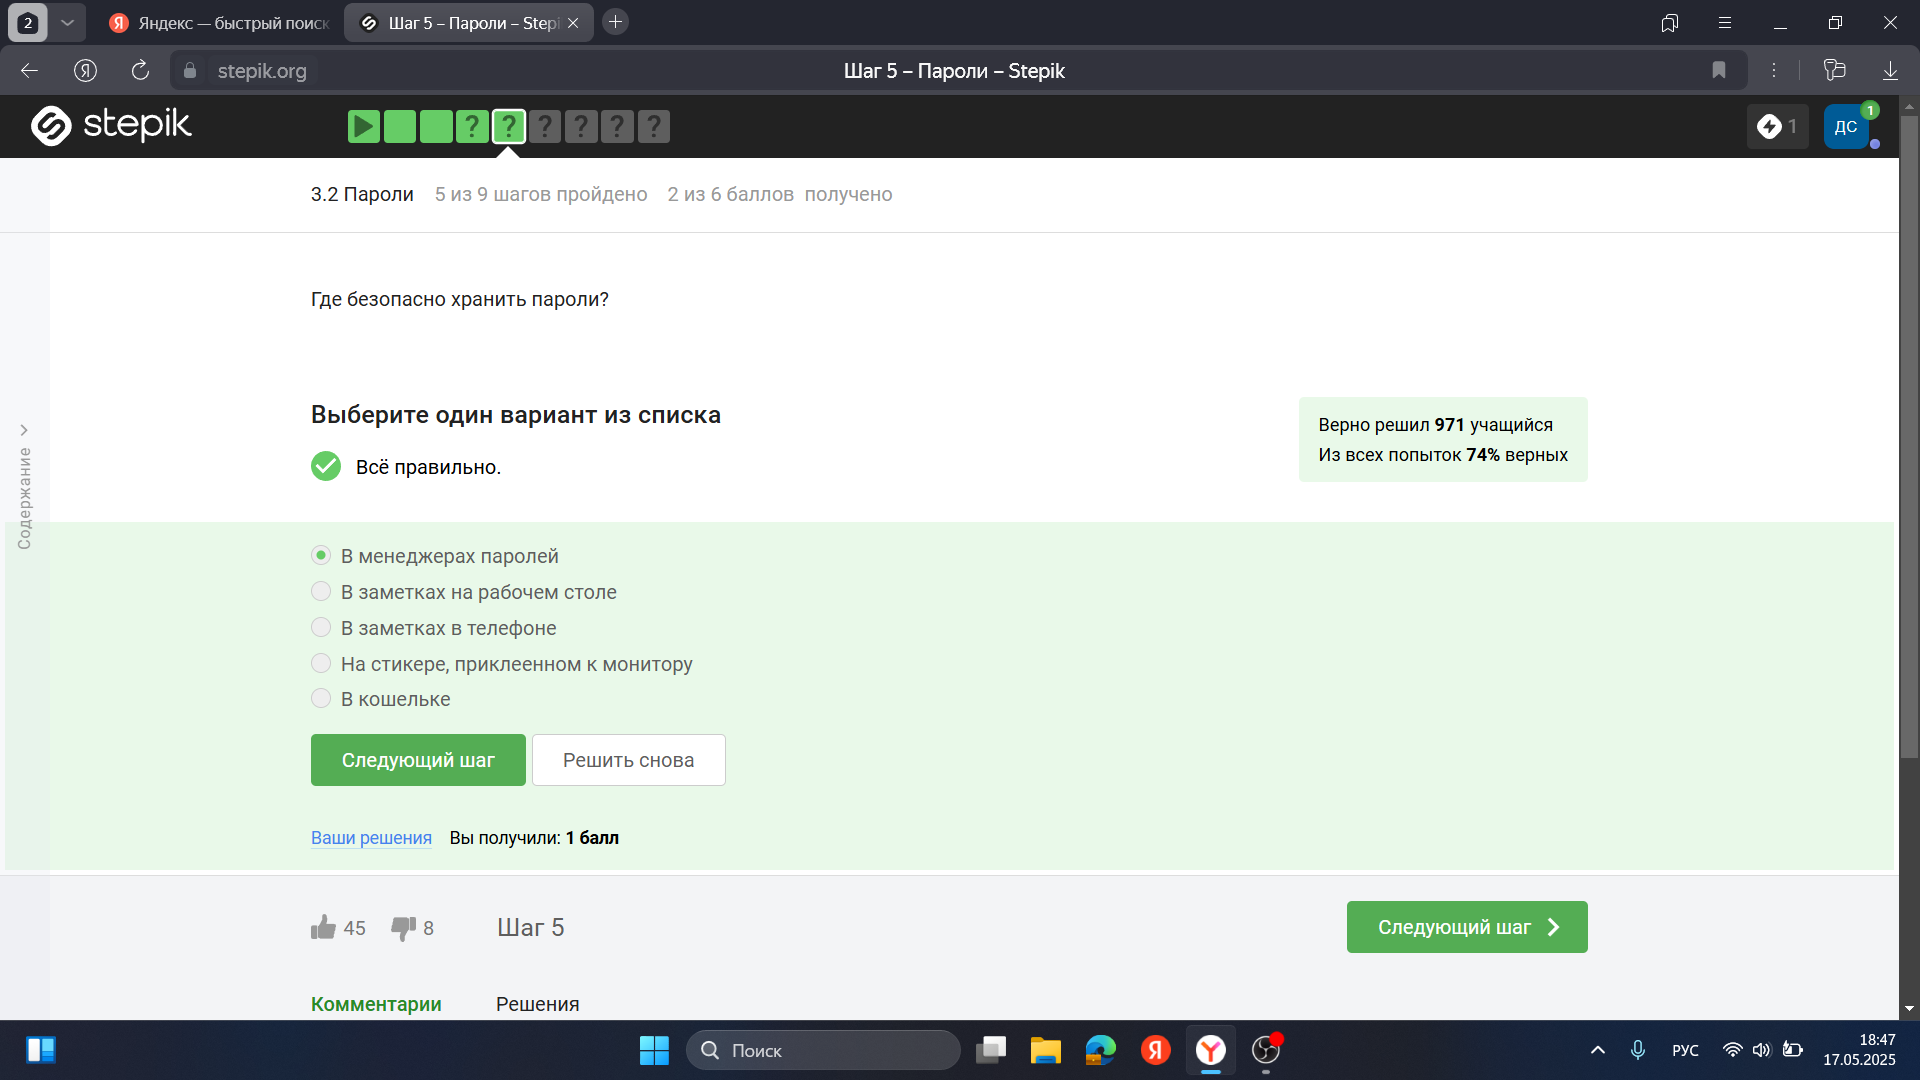 2
Яндекс — быстрый поиск
Шаг 5 – Пароли – Step
stepik.org
Шаг 5 – Пароли – Stepik
stepik
? ? ? ? ? ?
1
ДС
1
3.2 Пароли 5 из 9 шагов пройдено 2 из 6 баллов получено
Содержание
Где безопасно хранить пароли?
Выберите один вариант из списка
Всё правильно.
Верно решил 971 учащийся
Из всех попыток 74% верных
В менеджерах паролей
В заметках на рабочем столе
В заметках в телефоне
На стикере, приклеенном к монитору
В кошельке
Следующий шаг
Решить снова
Ваши решения Вы получили: 1 балл
45 8 Шаг 5
Следующий шаг
Комментарии Решения
Поиск
РУС
18:47
17.05.2025